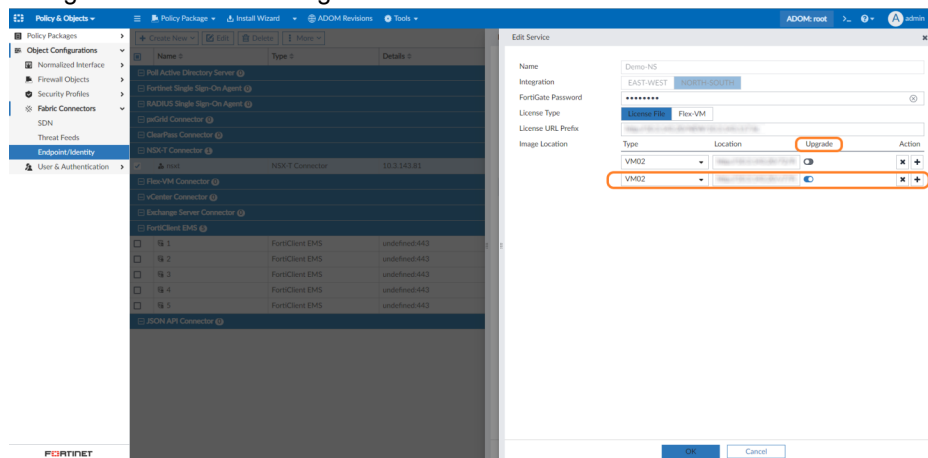 Policy & Objects
Policy Package
Install Wizard
ADOM Revisions
Tools
ADOM: root
>_
A admin
Policy Packages
Object Configurations
Normalized Interface
Firewall Objects
Security Profiles
Fabric Connectors
SDN
Threat Feeds
Endpoint/Identity
User & Authentication
+ Create New
Edit
Delete
More
Name
Type
Details
Poll Active Directory Server
Fortinet Single Sign-On Agent
RADIUS Single Sign-On Agent
pxGrid Connector
ClearPass Connector
NSX-T Connector
root NSX-T Connector 10.3.143.81
Flex-VM Connector
vCenter Connector
Exchange Server Connector
FortiClient EMS
1 FortiClient EMS undefined:443
2 FortiClient EMS undefined:443
3 FortiClient EMS undefined:443
4 FortiClient EMS undefined:443
5 FortiClient EMS undefined:443
JSON API Connector
Edit Service
Name Demo-NS
Integration EAST-WEST NORTH-SOUTH
FortiGate Password ••••••••
License Type License File Flex-VM
License URL Prefix
Image Location Type Location Upgrade Action
VM02
VM02
OK Cancel
FORTINET